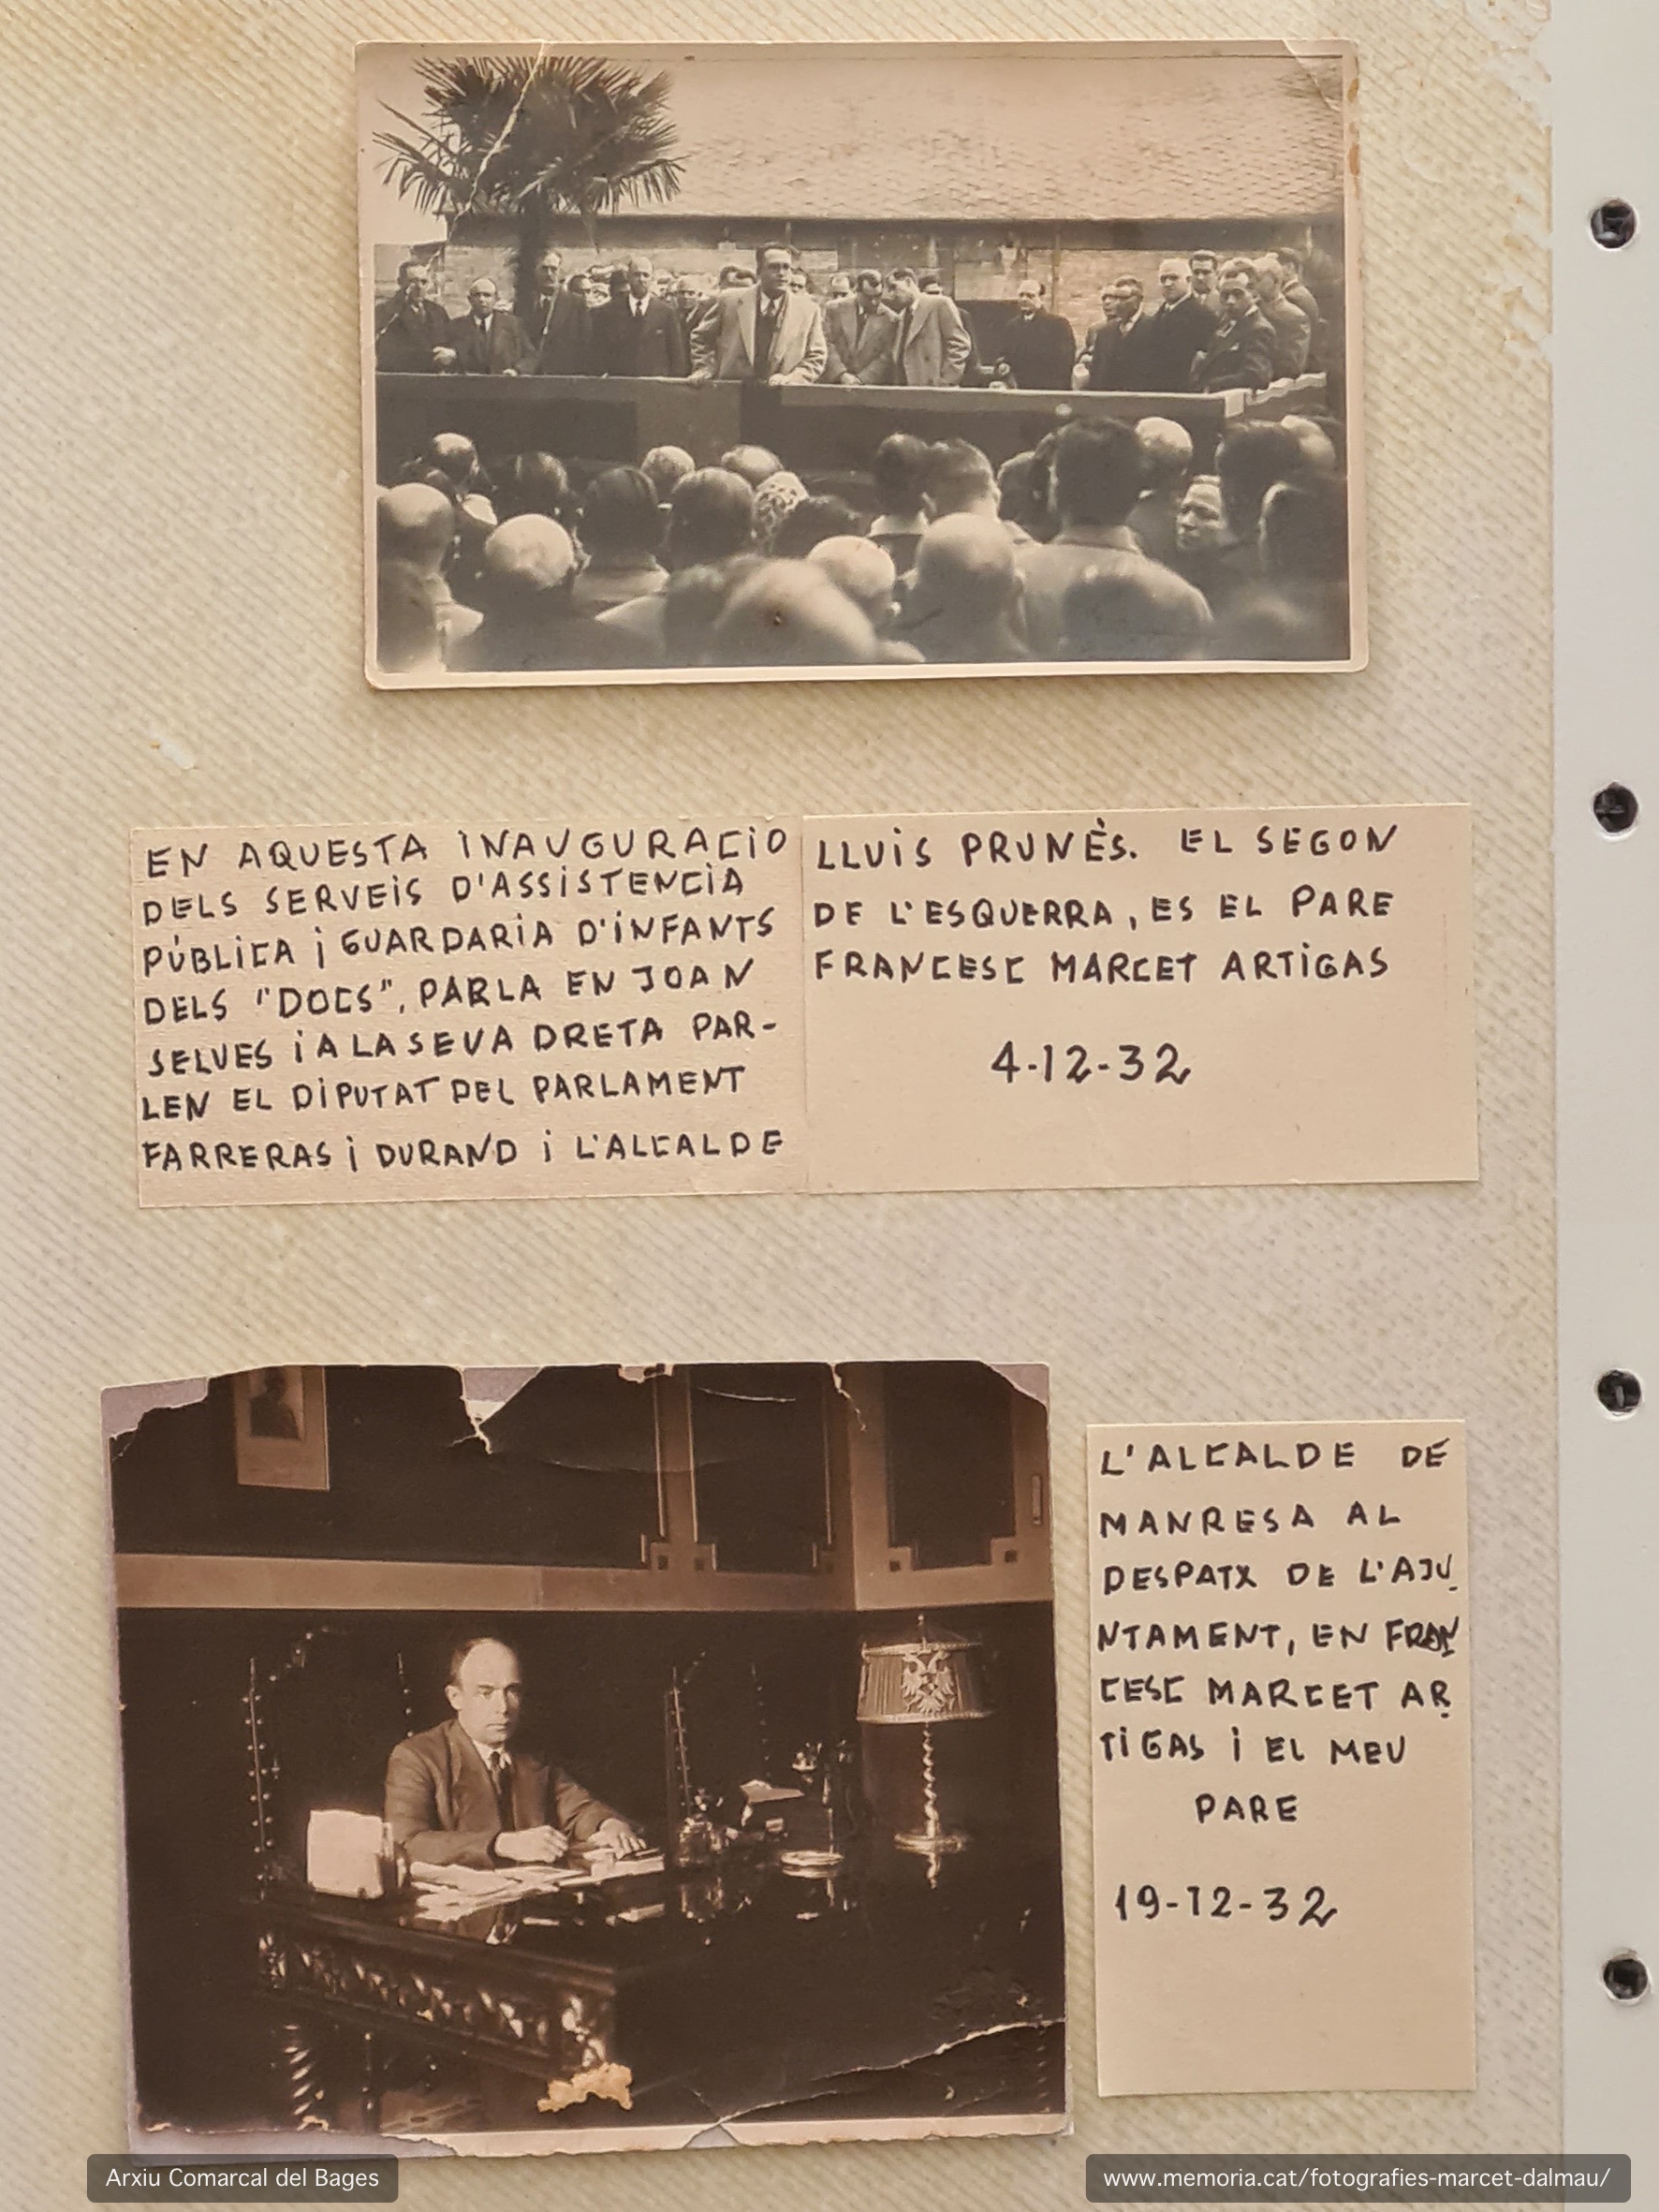 EN AQUESTA INAUGURACIO
DELS SERVEIS D'ASSISTENCIA
PÚBLICA i GUARDARIA D'INFANTS
DELS "DOCS", PARLA EN JOAN
SELVES i A LA SEVA DRETA PAR-
LEN EL DIPUTAT DEL PARLAMENT
FARRERAS i DURAND i L'ALCALDE
LLUIS PRUNÈS. EL SEGON
DE L'ESQUERRA, ES EL PARE
FRANCESC MARCET ARTIGAS
4-12-32
L'ALCALDE DE
MANRESA AL
DESPATX DE L'AJU-
NTAMENT, EN FRAN-
CESC MARCET AR-
TIGAS i EL MEU
PARE
19-12-32
Arxiu Comarcal del Bages
www.memoria.cat/fotografies-marcet-dalmau/